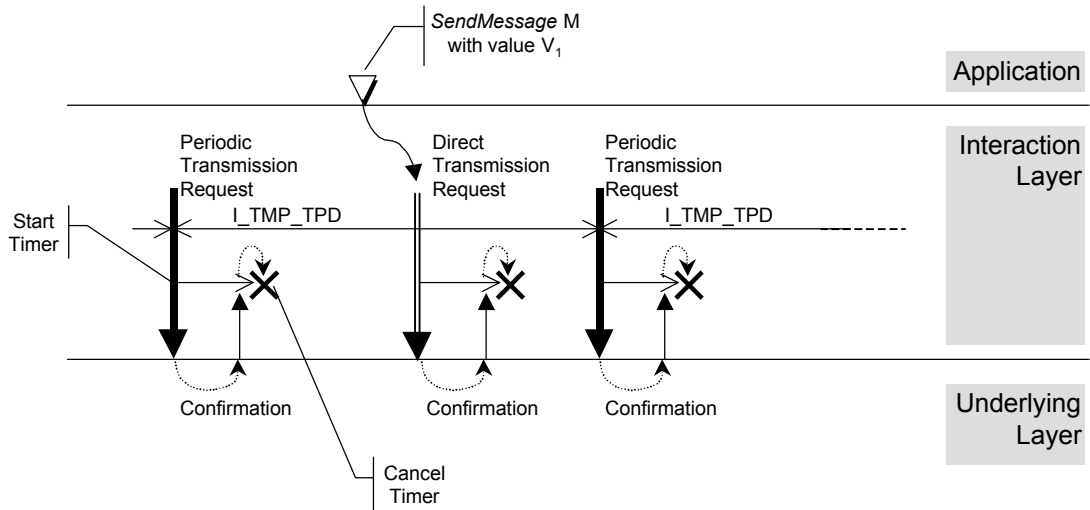 SendMessage M
with value V₁
Application
Periodic
Transmission
Request
Direct
Transmission
Request
Periodic
Transmission
Request
Interaction
Layer
I_TMP_TPD
I_TMP_TPD
Start
Timer
Confirmation
Confirmation
Confirmation
Underlying
Layer
Cancel
Timer